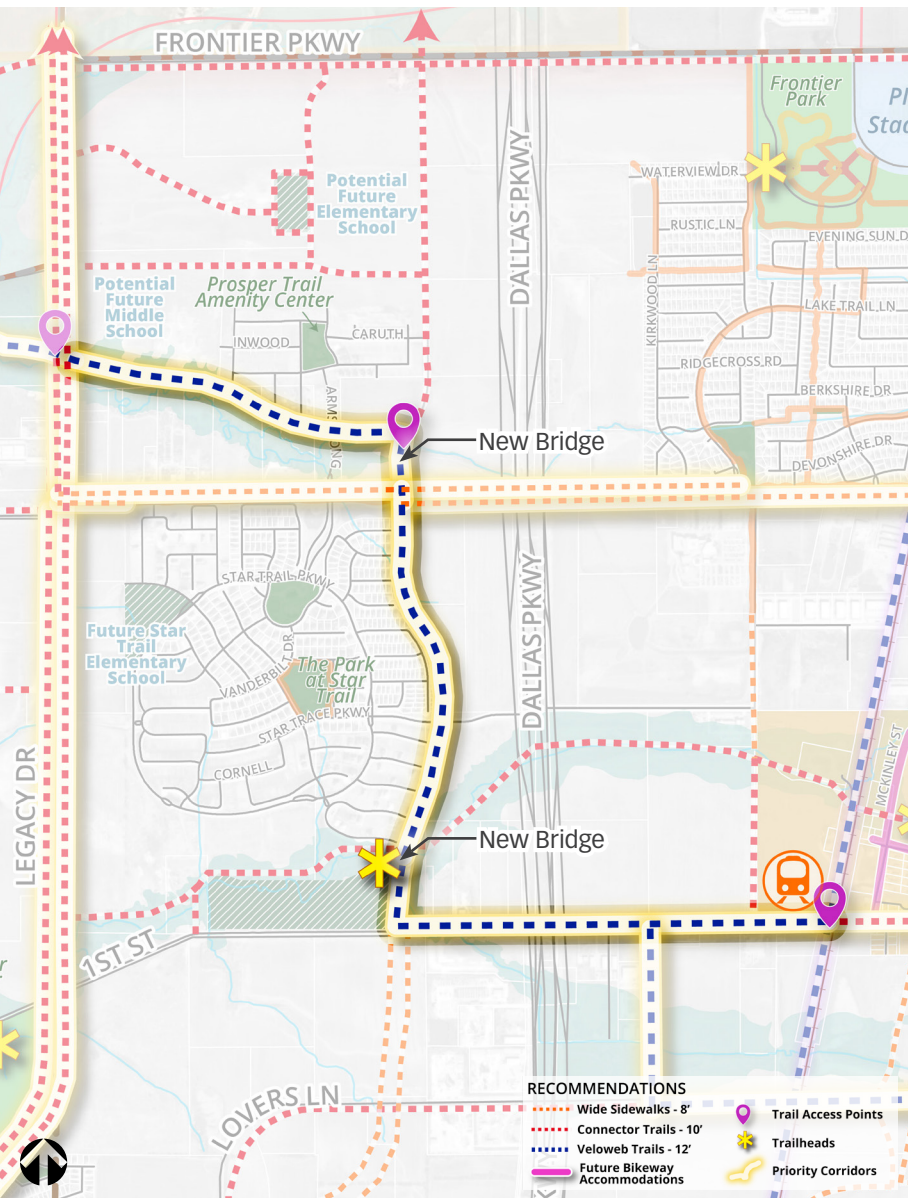 FRONTIER PKWY
Frontier
Park
Pl
Stad
DALLAS PKWY
WATERVIEW DR
RUSTIC LN
EVENING SUN D
Potential
Future
Elementary
School
KIRKWOOD LN
Potential
Future
Middle
School
Prosper Trail
Amenity Center
LAKE TRAIL LN
INWOOD
CARUTH
RIDGECROSS RD
BERKSHIRE DR
ARMSTRONG
New Bridge
DEVONSHIRE DR
STAR TRAIL PKWY
DALLAS PKWY
Future Star
Trail
Elementary
School
VANDERBILT DR
The Park
at Star
Trail
STAR TRACE PKWY
CORNELL
MCKINLEY ST
LEGACY DR
New Bridge
1ST ST
r
LOVERS LN
KW
RECOMMENDATIONS
Wide Sidewalks - 8'
Connector Trails - 10'
Veloweb Trails - 12'
Future Bikeway
Accommodations
Trail Access Points
Trailheads
Priority Corridors